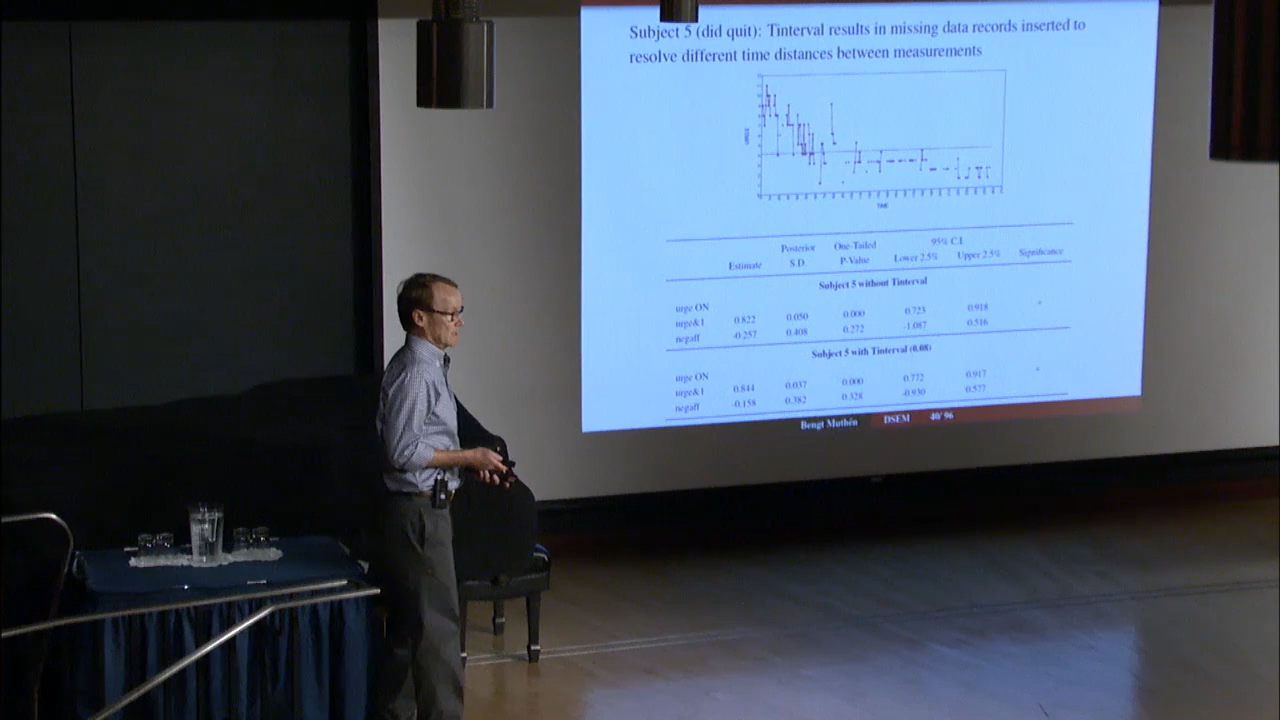 Subject 5 (did quit): Tinterval results in missing data records inserted to
resolve different time distances between measurements
TIME
Posterior One-Tailed 95% C.I
Estimate S.D. P-Value Lower 2.5% Upper 2.5% Significance
Subject 5 without Tinterval
urge ON
urge&1 0.822 0.050 0.000 0.723 0.918 *
negaff -0.257 0.408 0.272 -1.087 0.516
Subject 5 with Tinterval (0.08)
urge ON
urge&1 0.844 0.037 0.000 0.772 0.917 *
negaff -0.158 0.382 0.328 -0.930 0.577
Bengt Muthén DSEM 40/ 96